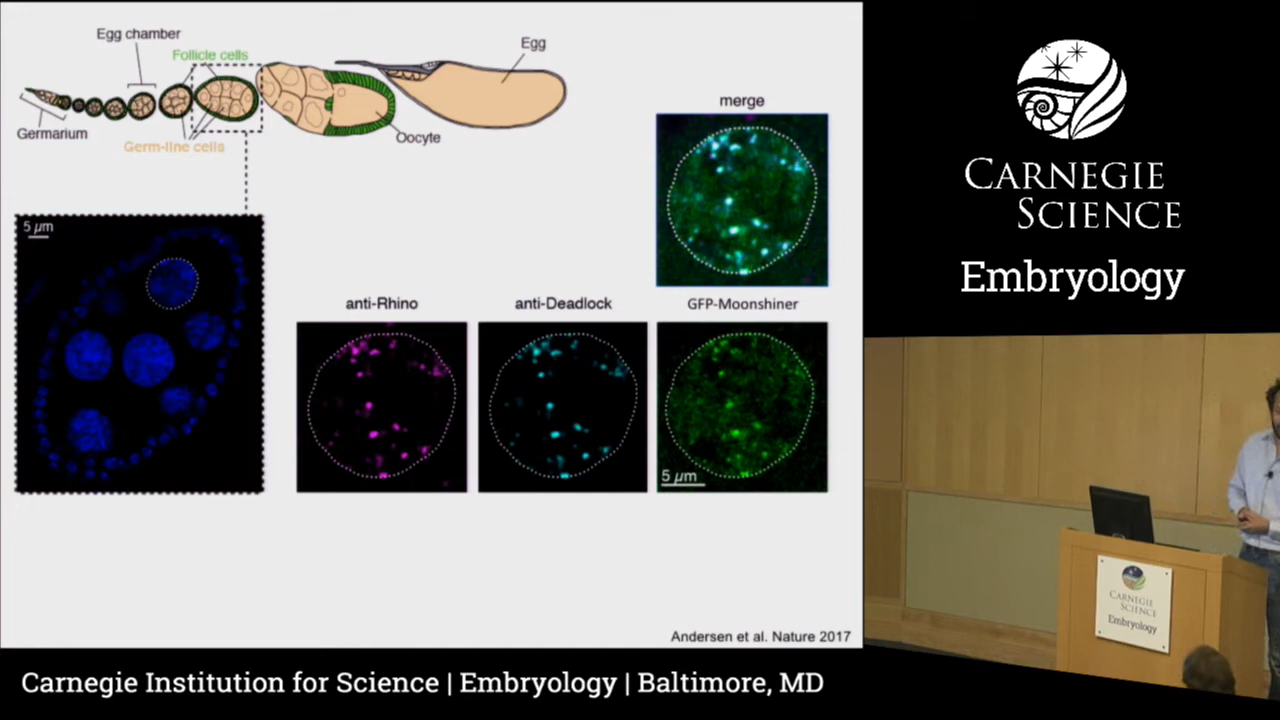 Egg chamber
Follicle cells
Egg
Germarium
Germ-line cells
Oocyte
merge
5 µm
anti-Rhino
anti-Deadlock
GFP-Moonshiner
5 µm
Andersen et al. Nature 2017
CARNEGIE
SCIENCE
Embryology
CARNEGIE
SCIENCE
Embryology
Carnegie Institution for Science | Embryology | Baltimore, MD